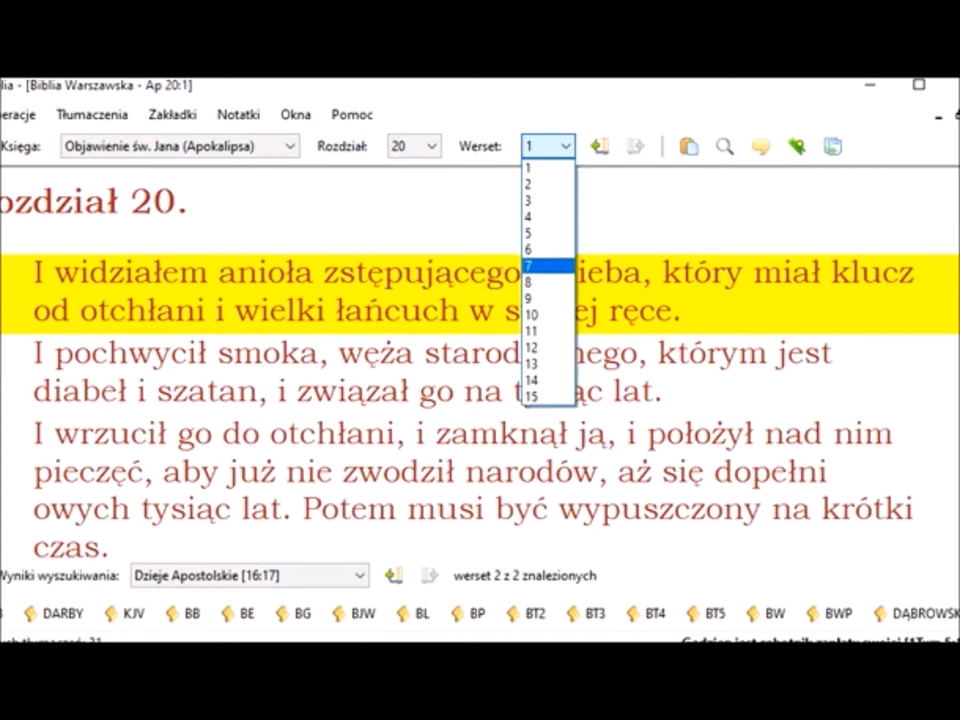 lia - [Biblia Warszawska - Ap 20:1]
eracje Tłumaczenia Zakładki Notatki Okna Pomoc
Księga: Objawienie św. Jana (Apokalipsa) Rozdział: 20 Werset: 1
1
2
3
4
5
6
7
8
9
10
11
12
13
14
15
ozdział 20.
I widziałem anioła zstępującego ieba, który miał klucz
od otchłani i wielki łańcuch w s ej ręce.
I pochwycił smoka, węża starod nego, którym jest
diabeł i szatan, i związał go na t ąc lat.
I wrzucił go do otchłani, i zamknął ją, i położył nad nim
pieczęć, aby już nie zwodził narodów, aż się dopełni
owych tysiąc lat. Potem musi być wypuszczony na krótki
czas.
Wyniki wyszukiwania: Dzieje Apostolskie [16:17] werset 2 z 2 znalezionych
DARBY KJV BB BE BG BJW BL BP BT2 BT3 BT4 BT5 BW BWP DĄBROWSK